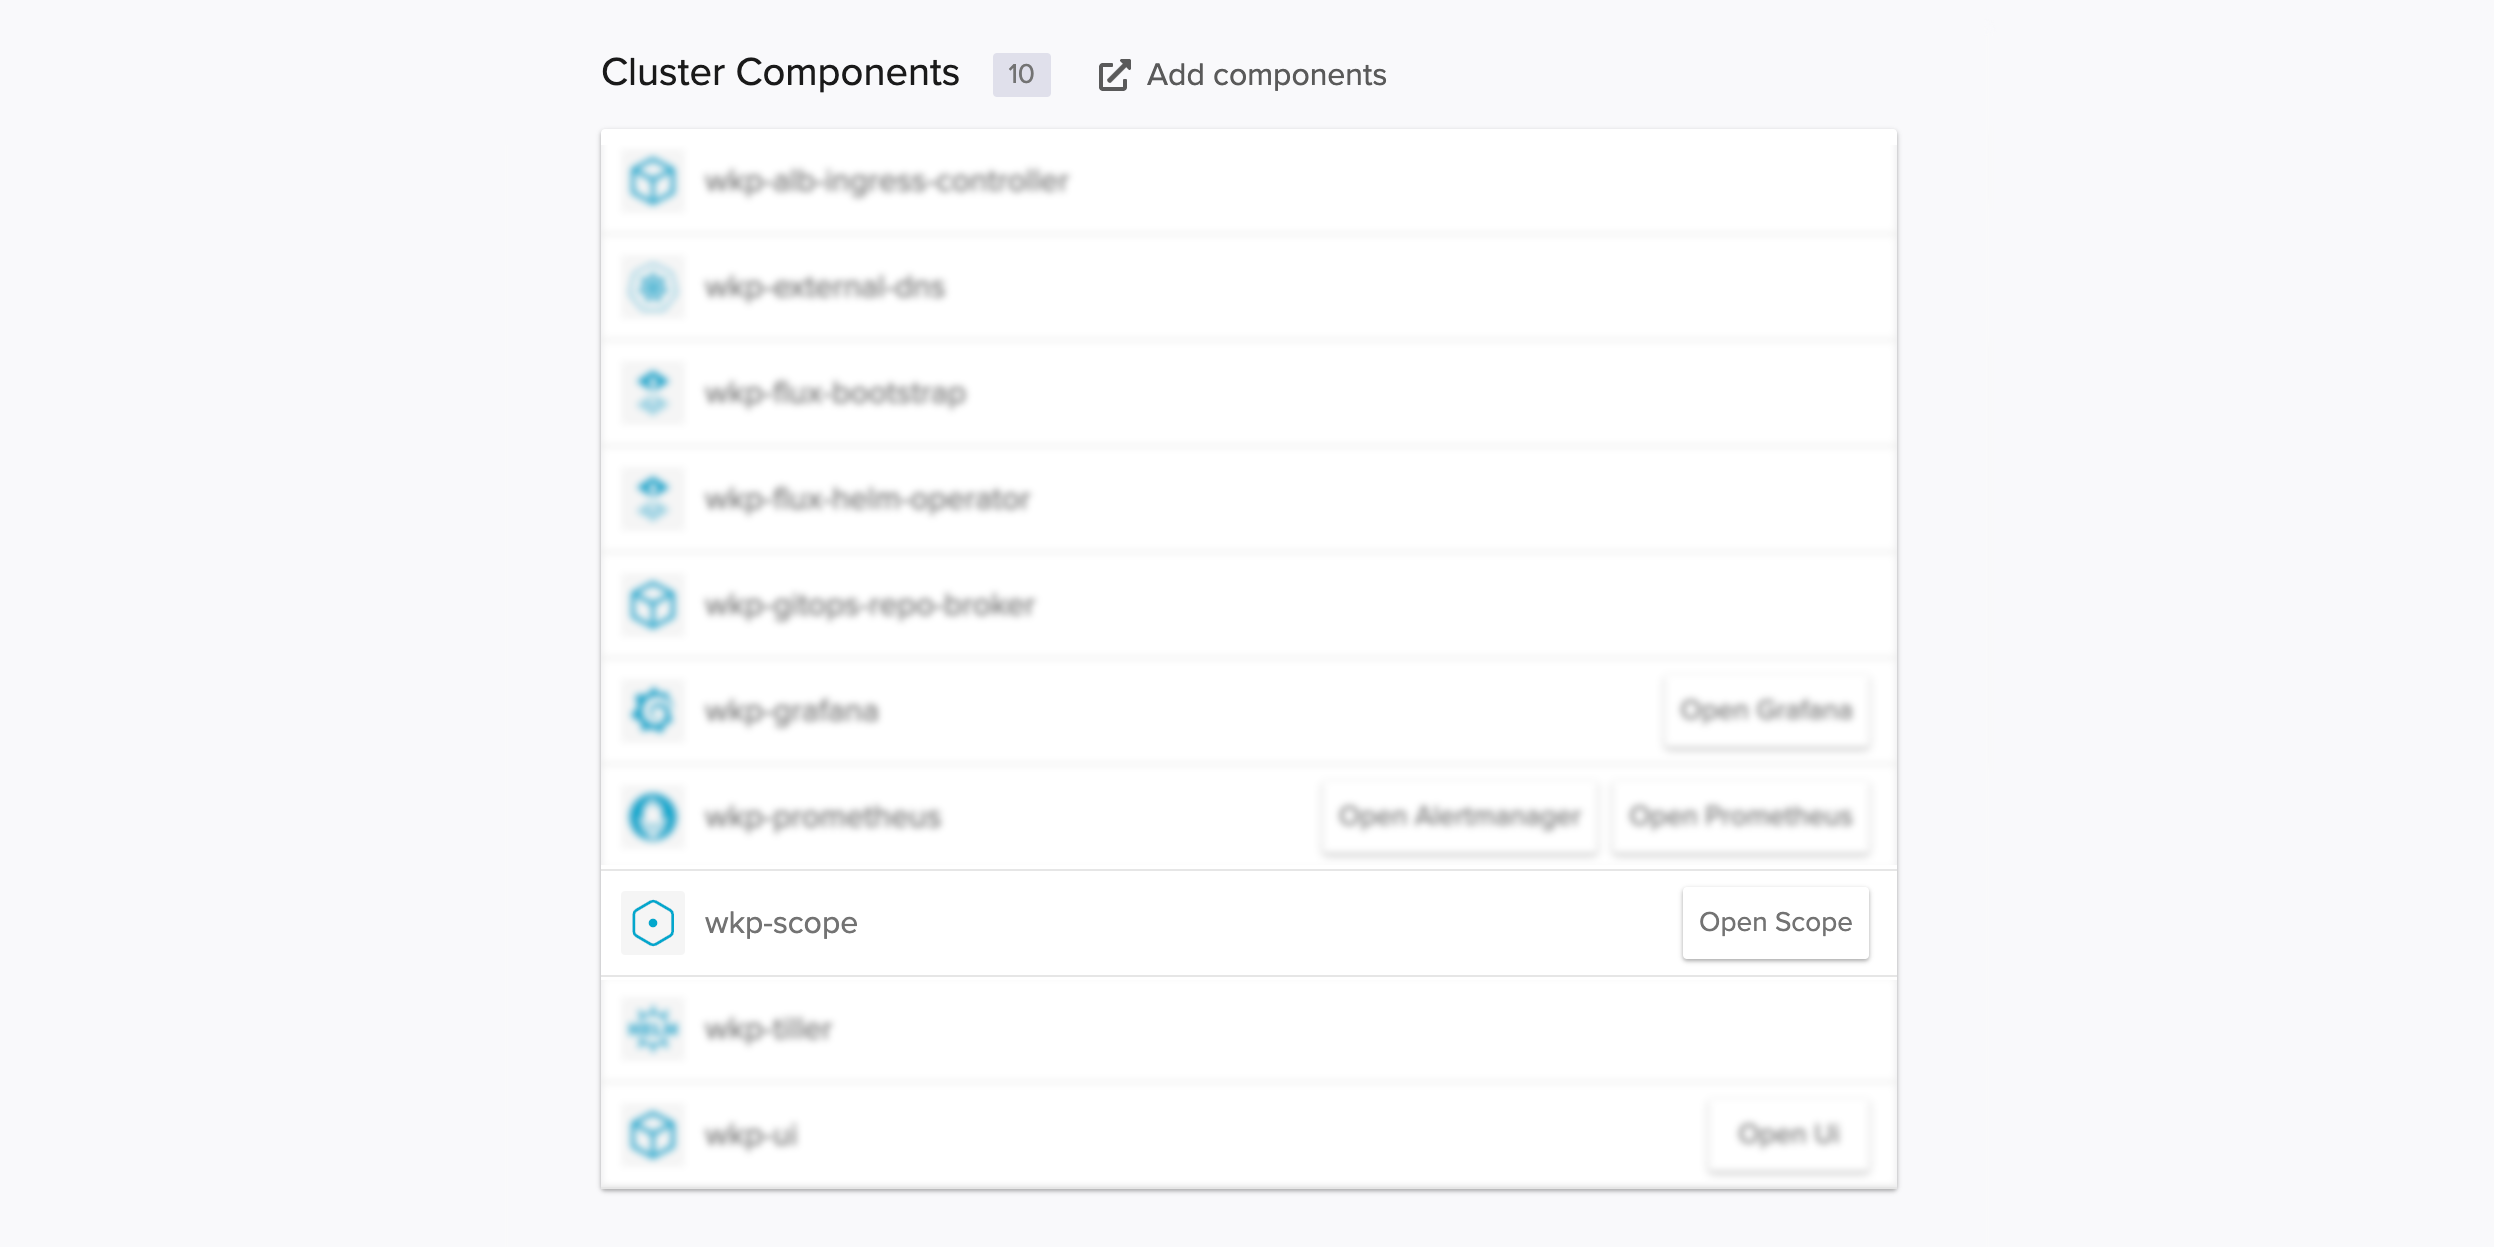 Cluster Components 10 Add components
wkp-alb-ingress-controller
wkp-external-dns
wkp-flux-bootstrap
wkp-flux-helm-operator
wkp-gitops-repo-broker
wkp-grafana Open Grafana
wkp-prometheus Open Alertmanager Open Prometheus
wkp-scope Open Scope
wkp-tiller
wkp-ui Open Ui